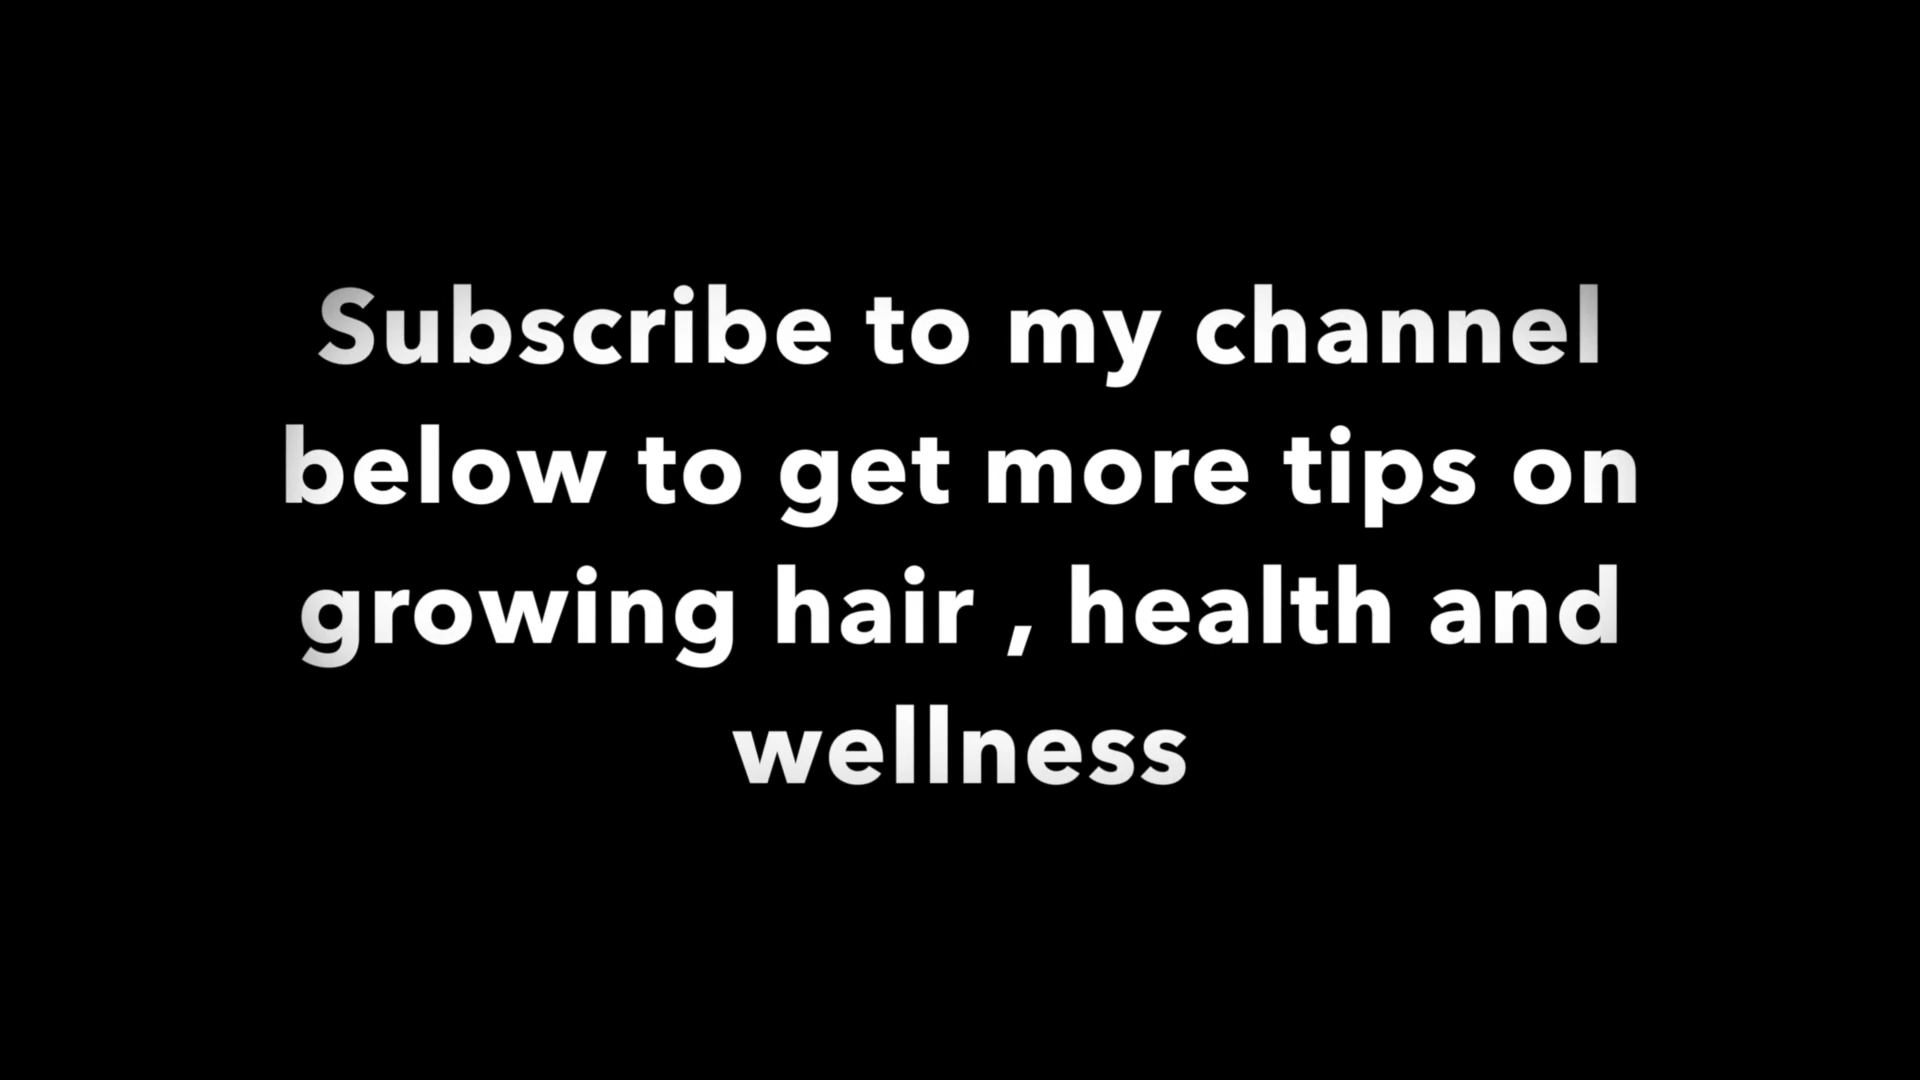 Subscribe to my channel
below to get more tips on
growing hair , health and
wellness